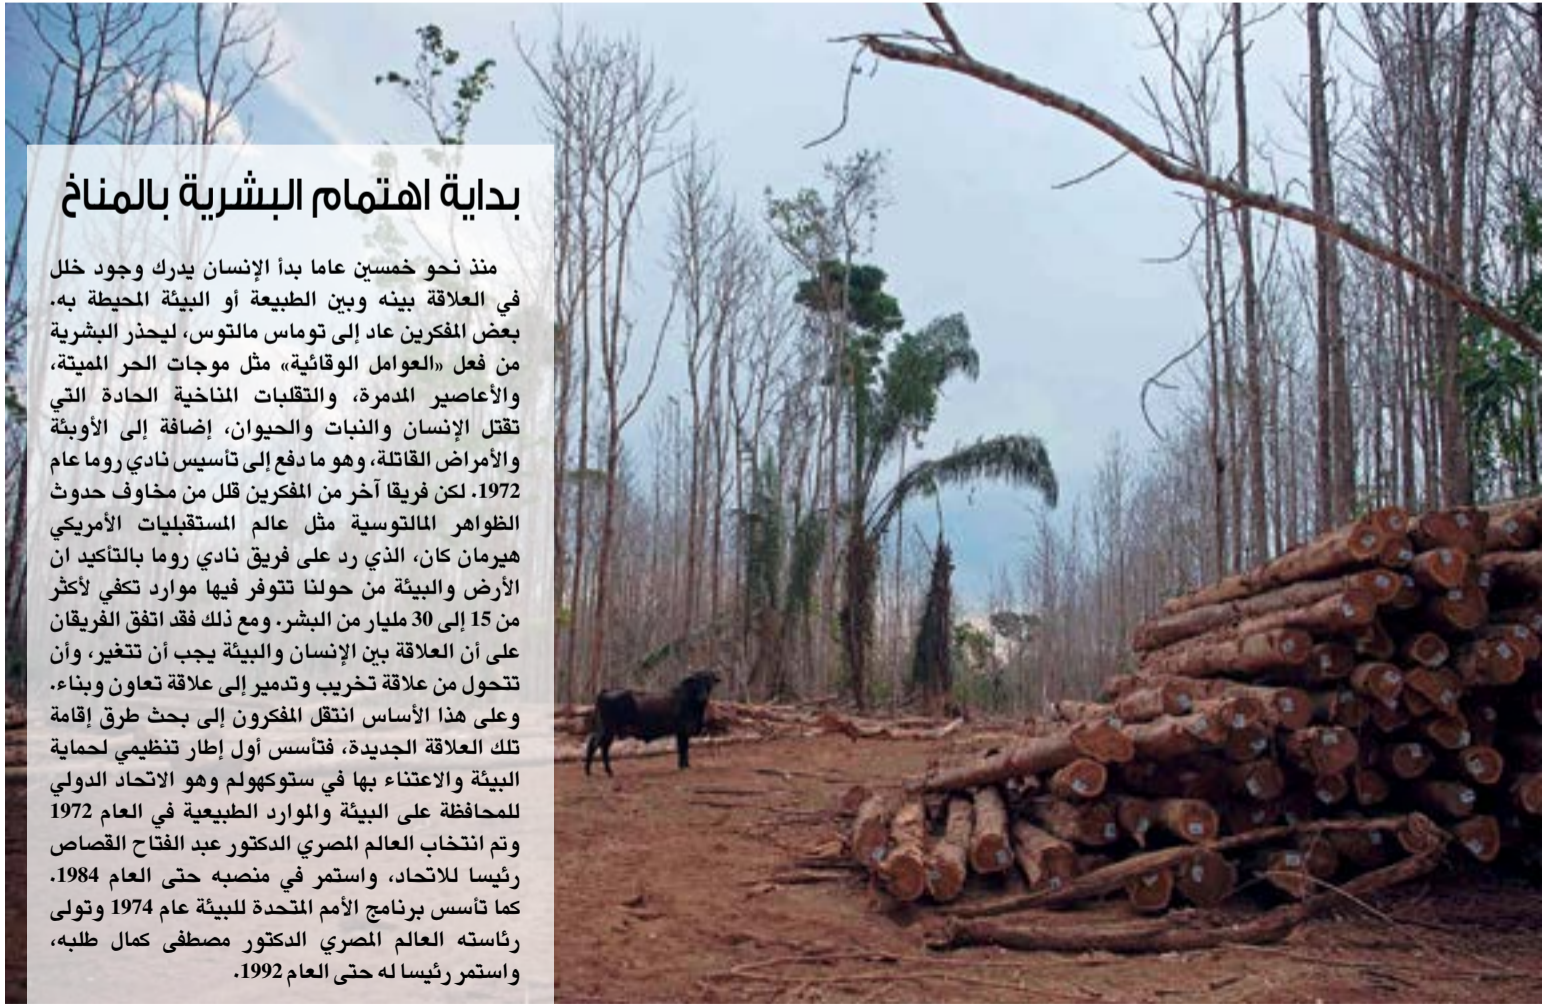 بداية اهتمام البشرية بالمناخ
منذ نحو خمسين عاما بدأ الإنسان يدرك وجود خلل
في العلاقة بينه وبين الطبيعة أو البيئة المحيطة به.
بعض المفكرين عاد إلى توماس مالتوس، ليحذر البشرية
من فعل «العوامل الوقائية» مثل موجات الحر المميتة،
والأعاصير المدمرة، والتقلبات المناخية الحادة التي
تقتل الإنسان والنبات والحيوان، إضافة إلى الأوبئة
والأمراض القاتلة، وهو ما دفع إلى تأسيس نادي روما عام
1972. لكن فريقا آخر من المفكرين قلل من مخاوف حدوث
الظواهر المالتوسية مثل عالم المستقبليات الأمريكي
هيرمان كان، الذي رد على فريق نادي روما بالتأكيد ان
الأرض والبيئة من حولنا تتوفر فيها موارد تكفي لأكثر
من 15 إلى 30 مليار من البشر. ومع ذلك فقد اتفق الفريقان
على أن العلاقة بين الإنسان والبيئة يجب أن تتغير، وأن
تتحول من علاقة تخريب وتدمير إلى علاقة تعاون وبناء.
وعلى هذا الأساس انتقل المفكرون إلى بحث طرق إقامة
تلك العلاقة الجديدة، فتأسس أول إطار تنظيمي لحماية
البيئة والاعتناء بها في ستوكهولم وهو الاتحاد الدولي
للمحافظة على البيئة والموارد الطبيعية في العام 1972
وتم انتخاب العالم المصري الدكتور عبد الفتاح القصاص
رئيسا للاتحاد، واستمر في منصبه حتى العام 1984.
كما تأسس برنامج الأمم المتحدة للبيئة عام 1974 وتولى
رئاسته العالم المصري الدكتور مصطفى كمال طلبه،
واستمر رئيسا له حتى العام 1992.